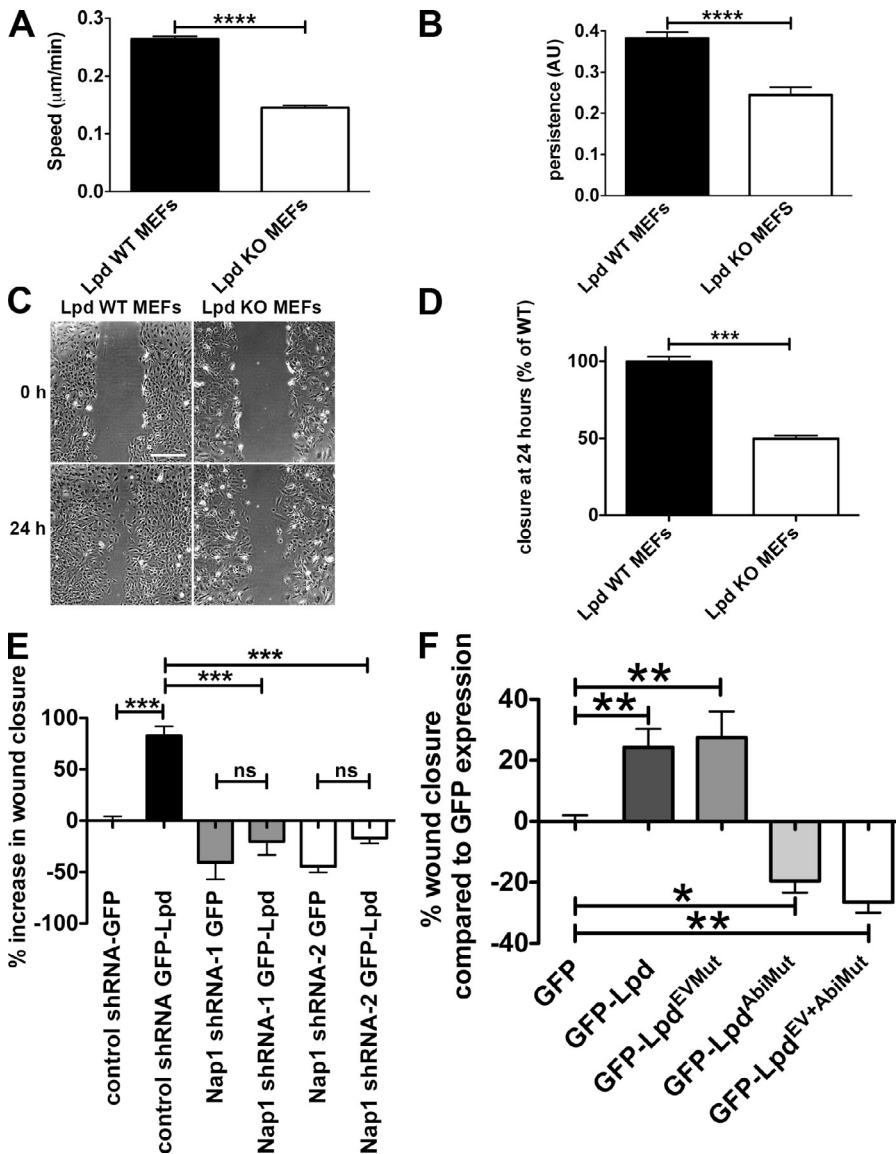 A
Speed (µm/min)
0.3
0.2
0.1
0.0
****
Lpd WT MEFs
Lpd KO MEFs
B
persistence (AU)
0.4
0.3
0.2
0.1
0.0
****
Lpd WT MEFs
Lpd KO MEFS
C
Lpd WT MEFs
Lpd KO MEFs
0 h
24 h
D
closure at 24 hours (% of WT)
100
50
0
***
Lpd WT MEFs
Lpd KO MEFs
E
% increase in wound closure
100
50
0
-50
-100
***
***
***
ns
ns
control shRNA-GFP
control shRNA GFP-Lpd
Nap1 shRNA-1 GFP
Nap1 shRNA-1 GFP-Lpd
Nap1 shRNA-2 GFP
Nap1 shRNA-2 GFP-Lpd
F
% wound closure
compared to GFP expression
40
20
0
-20
-40
**
**
*
**
GFP
GFP-Lpd
GFP-Lpd^EVMut
GFP-Lpd^AbiMut
GFP-Lpd^EV+AbiMut